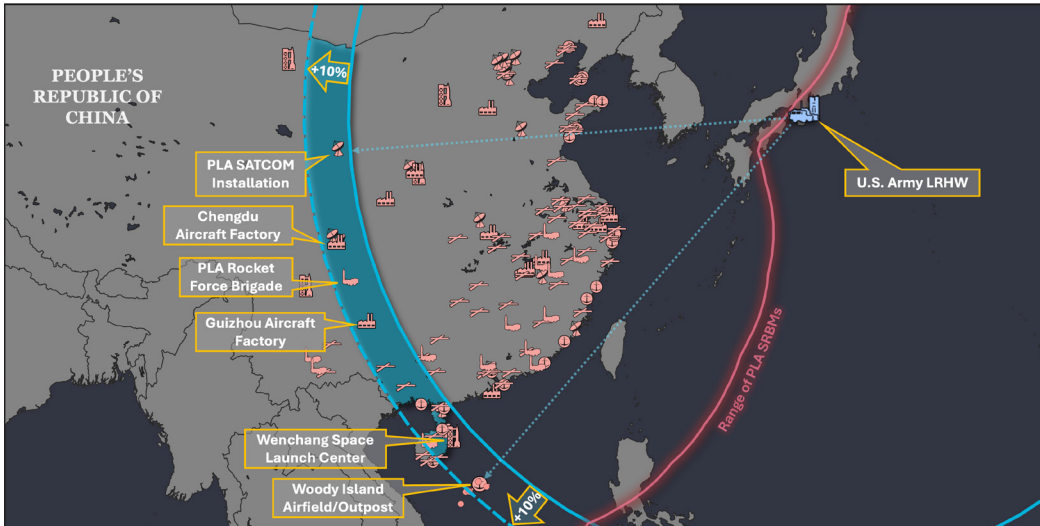 PEOPLE'S
REPUBLIC OF
CHINA
+10%
PLA SATCOM
Installation
U.S. Army LRHW
Chengdu
Aircraft Factory
PLA Rocket
Force Brigade
Guizhou Aircraft
Factory
Range of PLA SRBMs
Wenchang Space
Launch Center
Woody Island
Airfield/Outpost
+10%